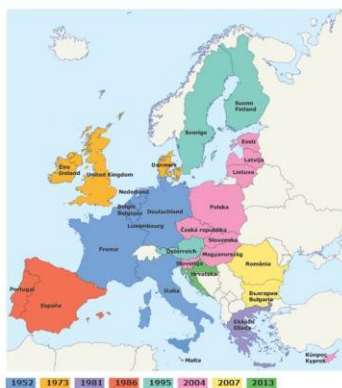 Suomi
Finland
Sverige
Eesti
Latvija
Lietuva
Danmark
Éire
Ireland
United Kingdom
Nederland
België
Belgique
Deutschland
Polska
Luxembourg
Česká republika
Slovensko
France
Österreich
Magyarország
Slovenija
Hrvatska
România
Italia
България
Bulgaria
Portugal
España
Ελλάδα
Elláda
Malta
Κύπρος
Kýpros
1952 1973 1981 1986 1995 2004 2007 2013